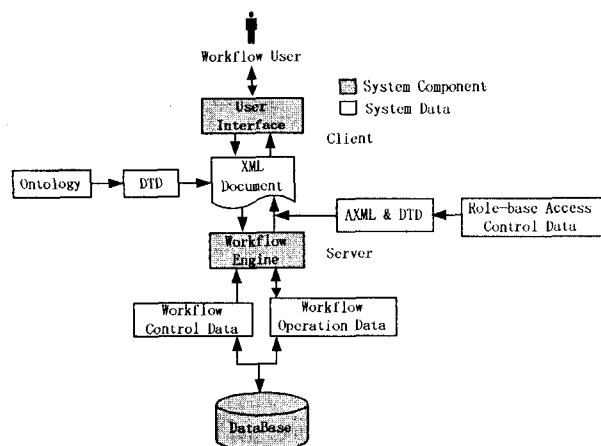 Workflow User
System Component
System Data
User
Interface
Client
XML
Document
Ontology
DTD
AXML & DTD
Role-base Access
Control Data
Workflow
Engine
Server
Workflow
Control Data
Workflow
Operation Data
DataBase